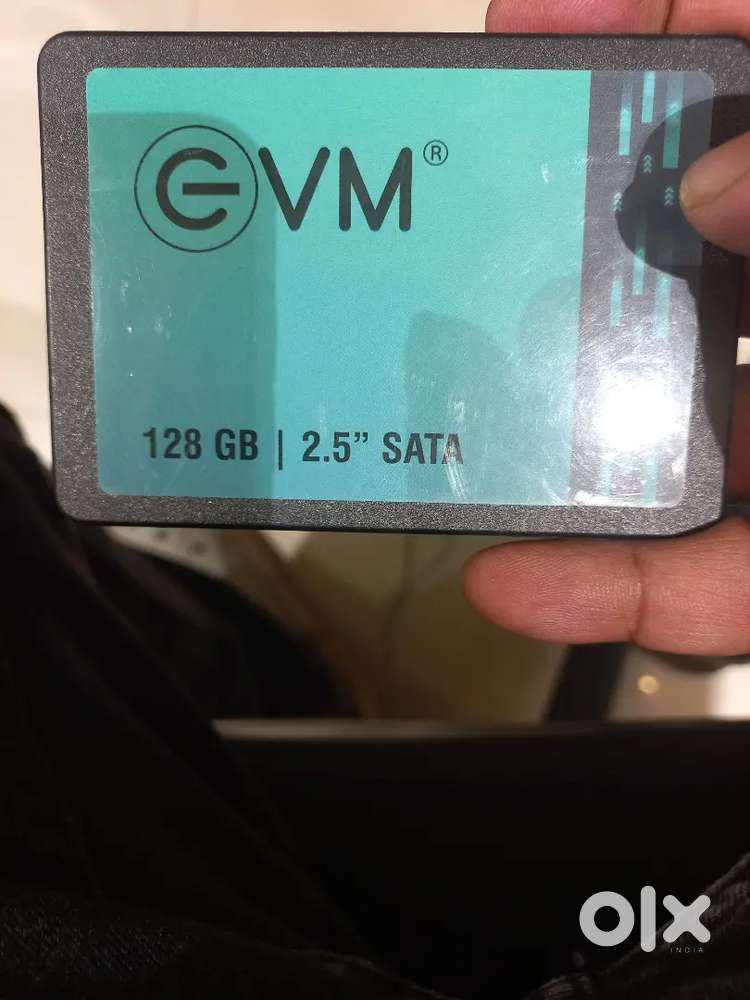 EVM®
128 GB | 2.5” SATA
olx
INDIA